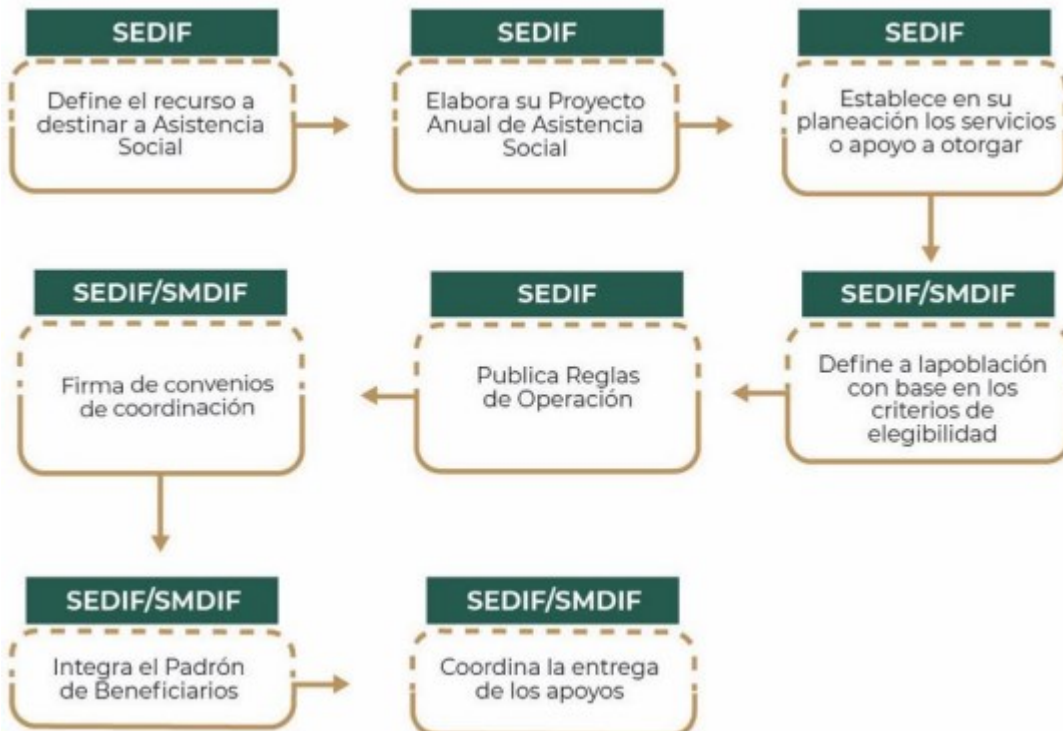 SEDIF
Define el recurso a
destinar a Asistencia
Social
SEDIF
Elabora su Proyecto
Anual de Asistencia
Social
SEDIF
Establece en su
planeación los servicios
o apoyo a otorgar
SEDIF/SMDIF
Define a lapoblación
con base en los
criterios de
elegibilidad
SEDIF
Publica Reglas
de Operación
SEDIF/SMDIF
Firma de convenios
de coordinación
SEDIF/SMDIF
Integra el Padrón
de Beneficiarios
SEDIF/SMDIF
Coordina la entrega
de los apoyos